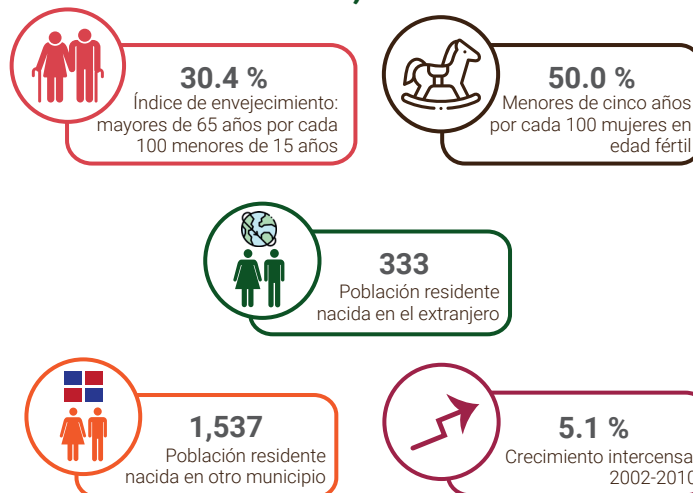 30.4 %
Índice de envejecimiento:
mayores de 65 años por cada
100 menores de 15 años
50.0 %
Menores de cinco años
por cada 100 mujeres en
edad fértil
333
Población residente
nacida en el extranjero
1,537
Población residente
nacida en otro municipio
5.1 %
Crecimiento intercensa
2002-2010